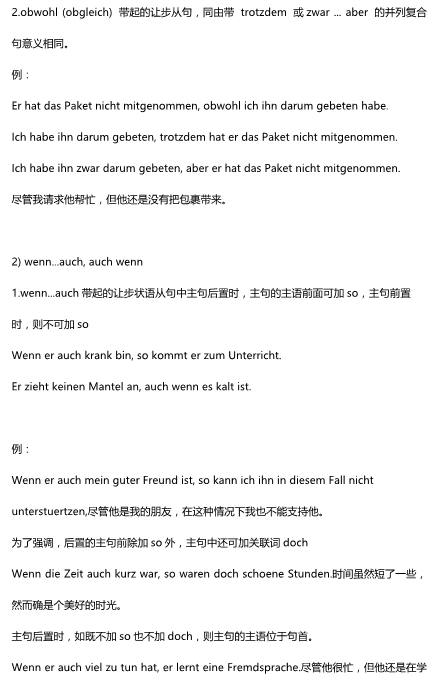 2.obwohl (obgleich) 带起的让步从句，同由带 trotzdem 或 zwar ... aber 的并列复合
句意义相同。
例：
Er hat das Paket nicht mitgenommen, obwohl ich ihn darum gebeten habe.
Ich habe ihn darum gebeten, trotzdem hat er das Paket nicht mitgenommen.
Ich habe ihn zwar darum gebeten, aber er hat das Paket nicht mitgenommen.
尽管我请求他帮忙，但他还是没有把包裹带来。
2) wenn...auch, auch wenn
1.wenn...auch 带起的让步状语从句中主句后置时，主句的主语前面可加 so，主句前置
时，则不可加 so
Wenn er auch krank bin, so kommt er zum Unterricht.
Er zieht keinen Mantel an, auch wenn es kalt ist.
例：
Wenn er auch mein guter Freund ist, so kann ich ihn in diesem Fall nicht
unterstuertzen,尽管他是我的朋友，在这种情况下我也不能支持他。
为了强调，后置的主句前除加 so 外，主句中还可加关联词 doch
Wenn die Zeit auch kurz war, so waren doch schoene Stunden.时间虽然短了一些，
然而确是个美好的时光。
主句后置时，如既不加 so 也不加 doch，则主句的主语位于句首。
Wenn er auch viel zu tun hat, er lernt eine Fremdsprache.尽管他很忙，但他还是在学